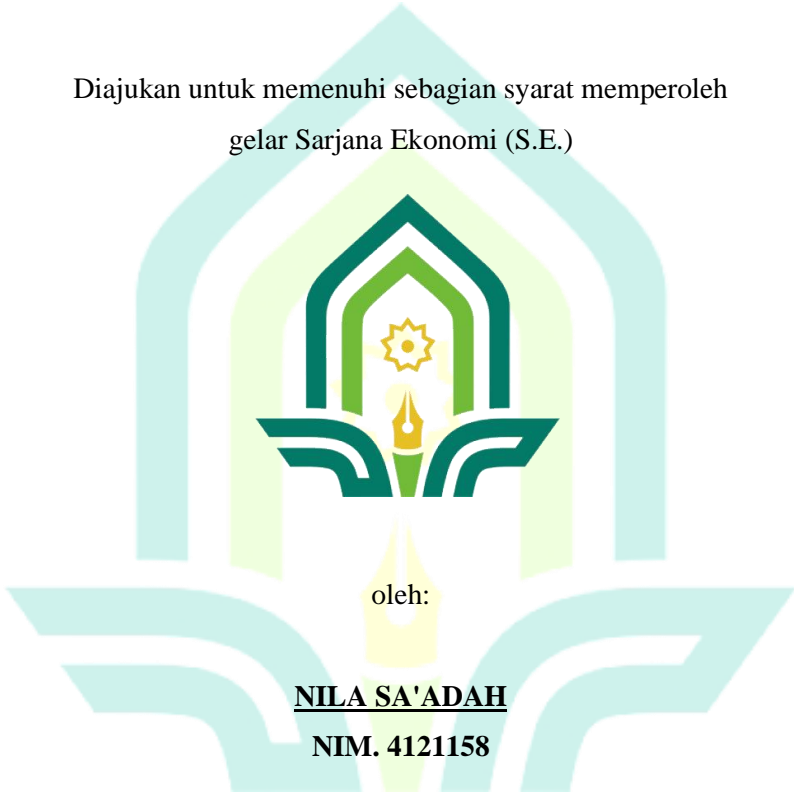 Diajukan untuk memenuhi sebagian syarat memperoleh
gelar Sarjana Ekonomi (S.E.)
oleh:
NILA SA'ADAH
NIM. 4121158